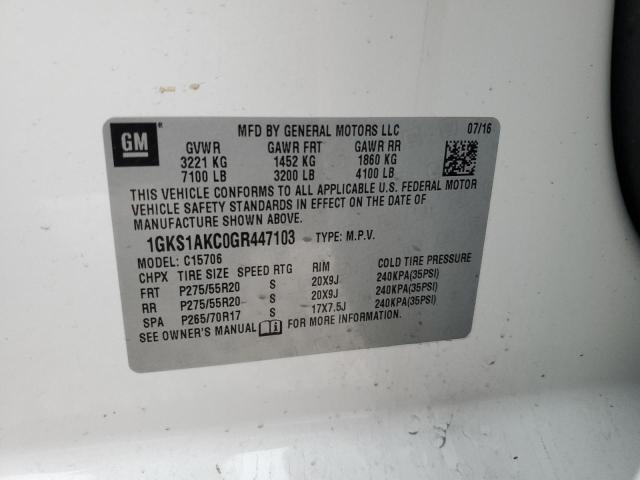 GM ®
MFD BY GENERAL MOTORS LLC 07/16
GVWR GAWR FRT GAWR RR
3221 KG 1452 KG 1860 KG
7100 LB 3200 LB 4100 LB
THIS VEHICLE CONFORMS TO ALL APPLICABLE U.S. FEDERAL MOTOR
VEHICLE SAFETY STANDARDS IN EFFECT ON THE DATE OF
MANUFACTURE SHOWN ABOVE.
1GKS1AKC0GR447103 TYPE: M.P.V.
MODEL: C15706
CHPX TIRE SIZE SPEED RTG RIM COLD TIRE PRESSURE
FRT P275/55R20 S 20X9J 240KPA(35PSI)
RR P275/55R20 S 20X9J 240KPA(35PSI)
SPA P265/70R17 S 17X7.5J 240KPA(35PSI)
SEE OWNER'S MANUAL FOR MORE INFORMATION.